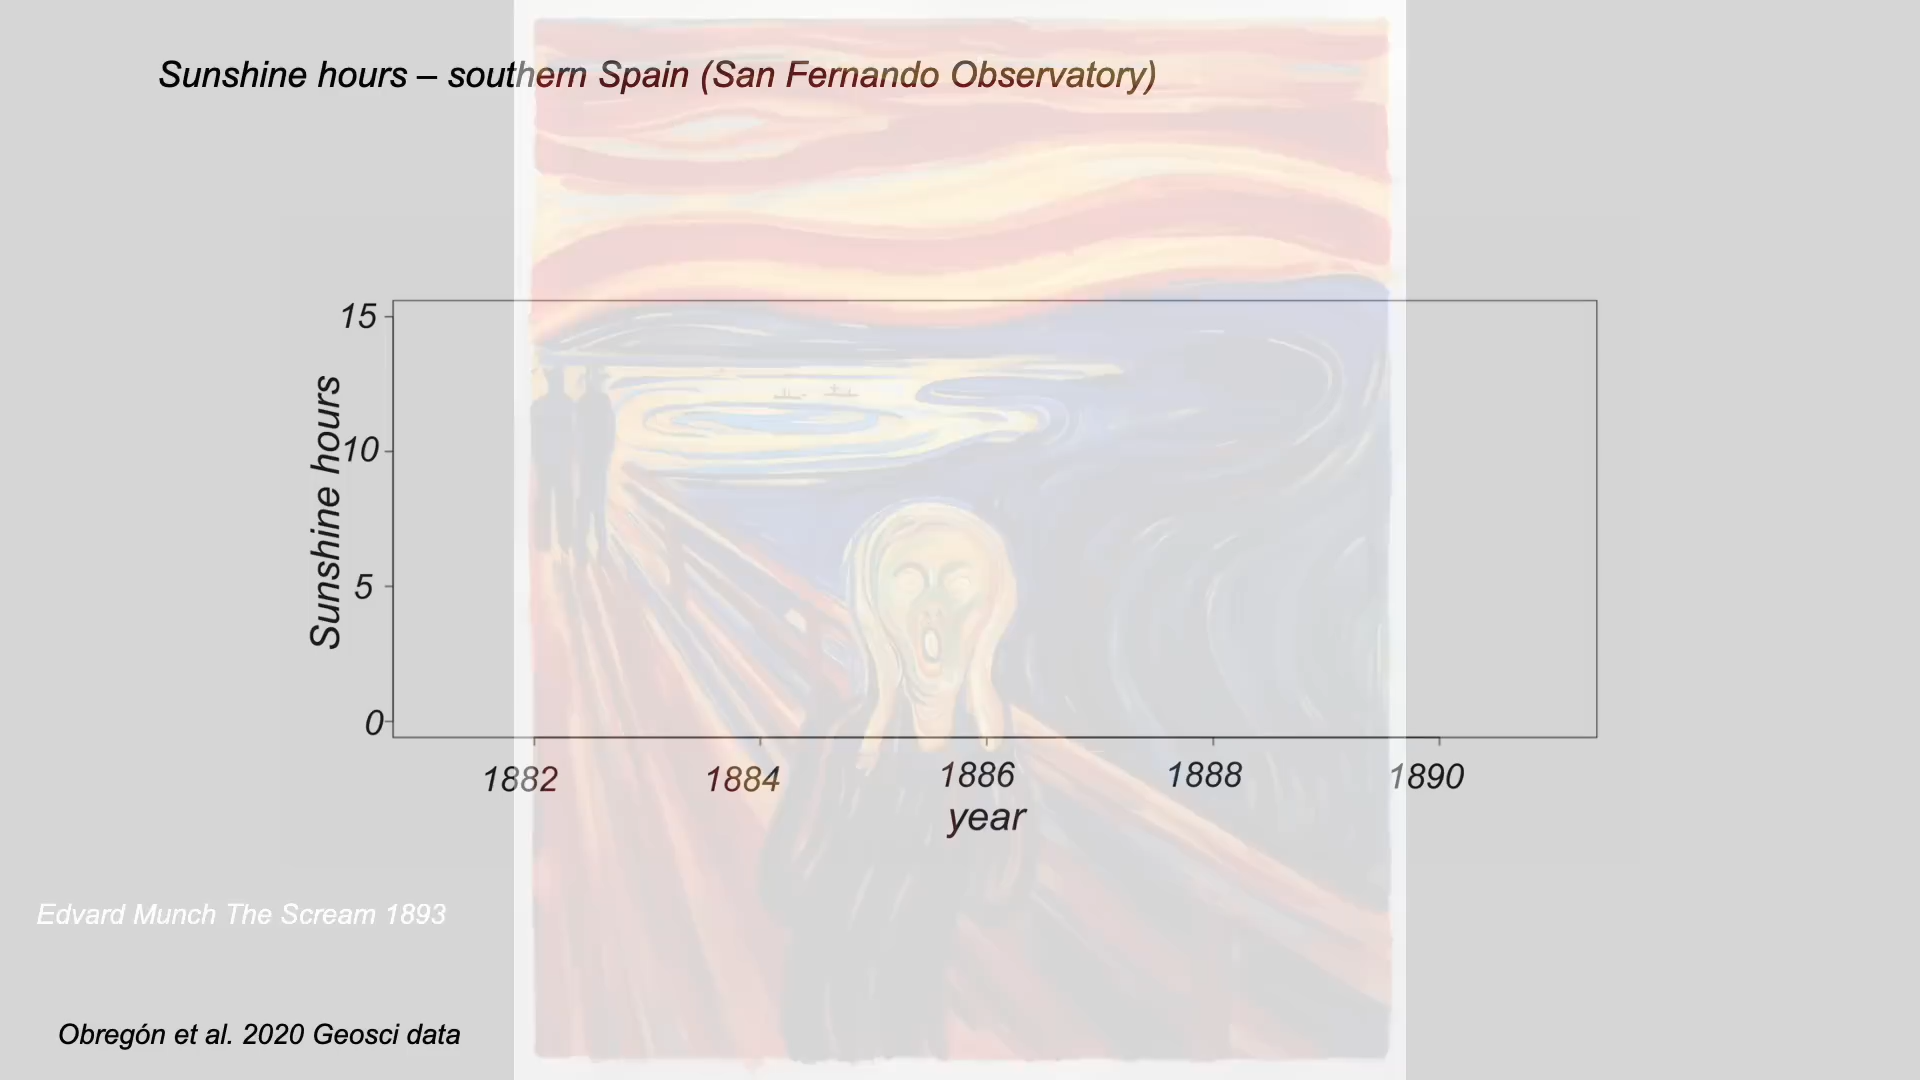 Sunshine hours – southern Spain (San Fernando Observatory)
15
10
5
0
Sunshine hours
1882 1884 1886 1888 1890
year
Edvard Munch The Scream 1893
Obregón et al. 2020 Geosci data